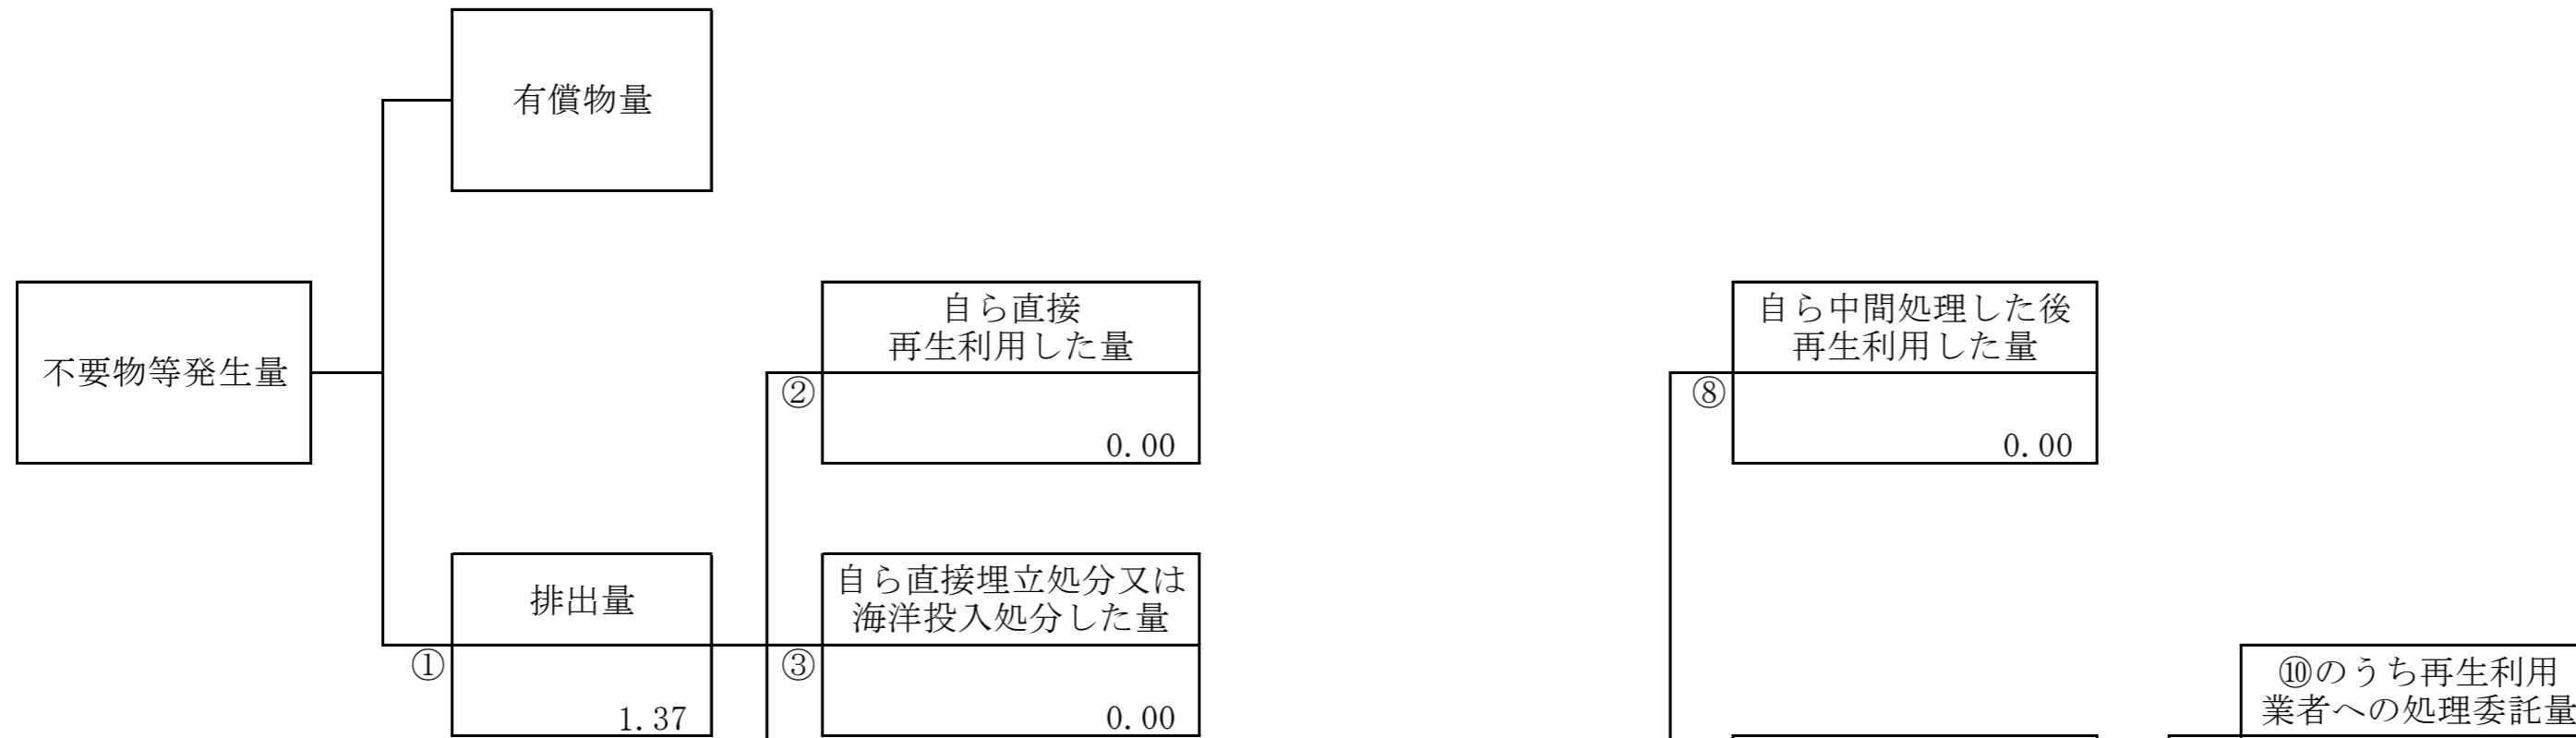 有償物量
不要物等発生量
自ら直接
再生利用した量
②
0.00
自ら中間処理した後
再生利用した量
⑧
0.00
排出量
①
1.37
自ら直接埋立処分又は
海洋投入処分した量
③
0.00
⑩のうち再生利用
業者への処理委託量